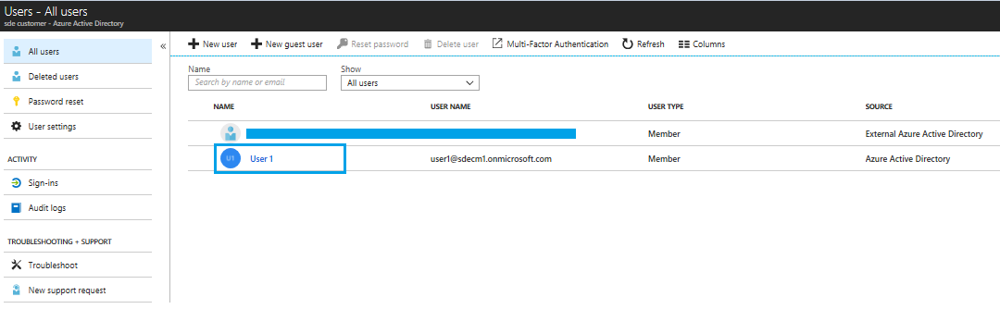 Users - All users
sde customer - Azure Active Directory
«
All users
Deleted users
Password reset
User settings
ACTIVITY
Sign-ins
Audit logs
TROUBLESHOOTING + SUPPORT
Troubleshoot
New support request
New user New guest user Reset password Delete user Multi-Factor Authentication Refresh Columns
Name Show
Search by name or email All users
NAME USER NAME USER TYPE SOURCE
Member External Azure Active Directory
U1 User 1 user1@sdecm1.onmicrosoft.com Member Azure Active Directory